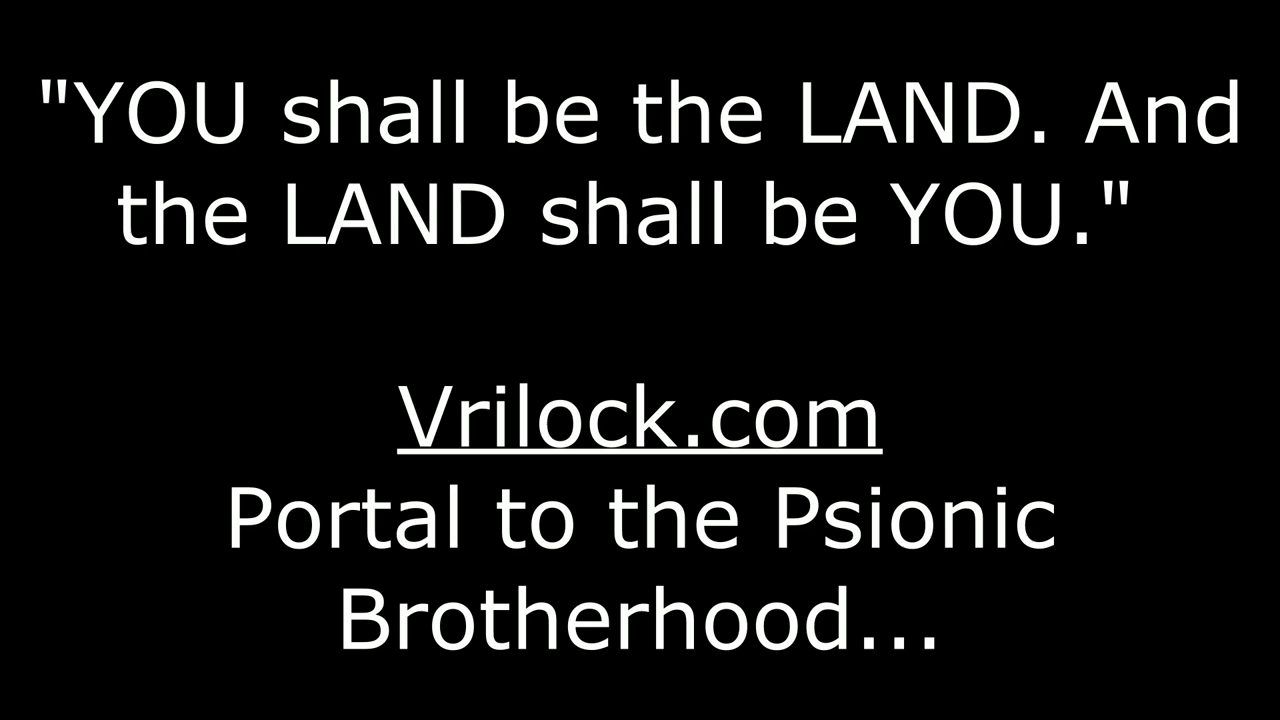 "YOU shall be the LAND. And
the LAND shall be YOU."
Vrilock.com
Portal to the Psionic
Brotherhood...